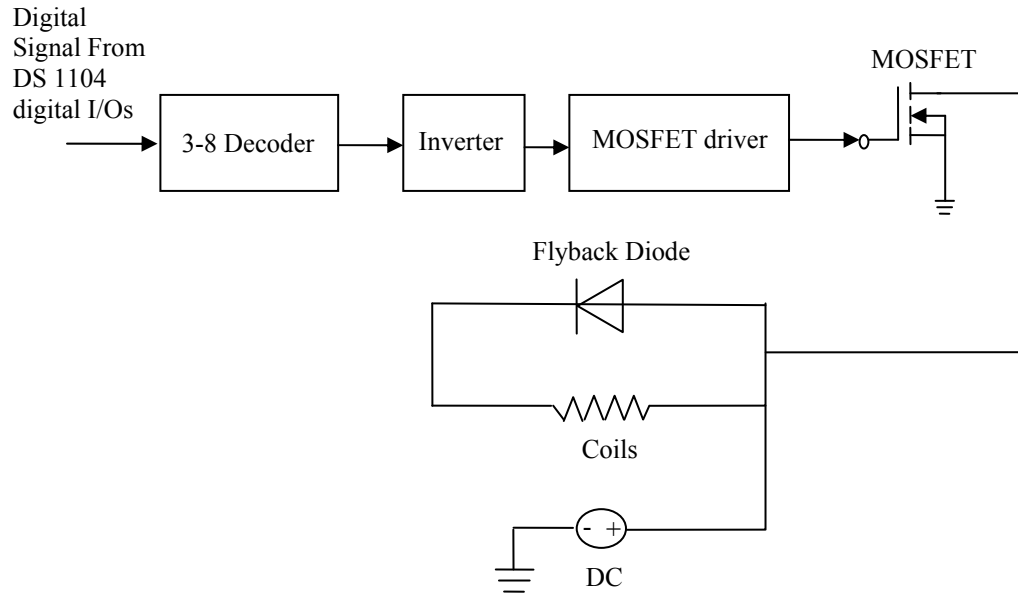 Digital
Signal From
DS 1104
digital I/Os
MOSFET
3-8 Decoder
Inverter
MOSFET driver
Flyback Diode
Coils
- +
DC